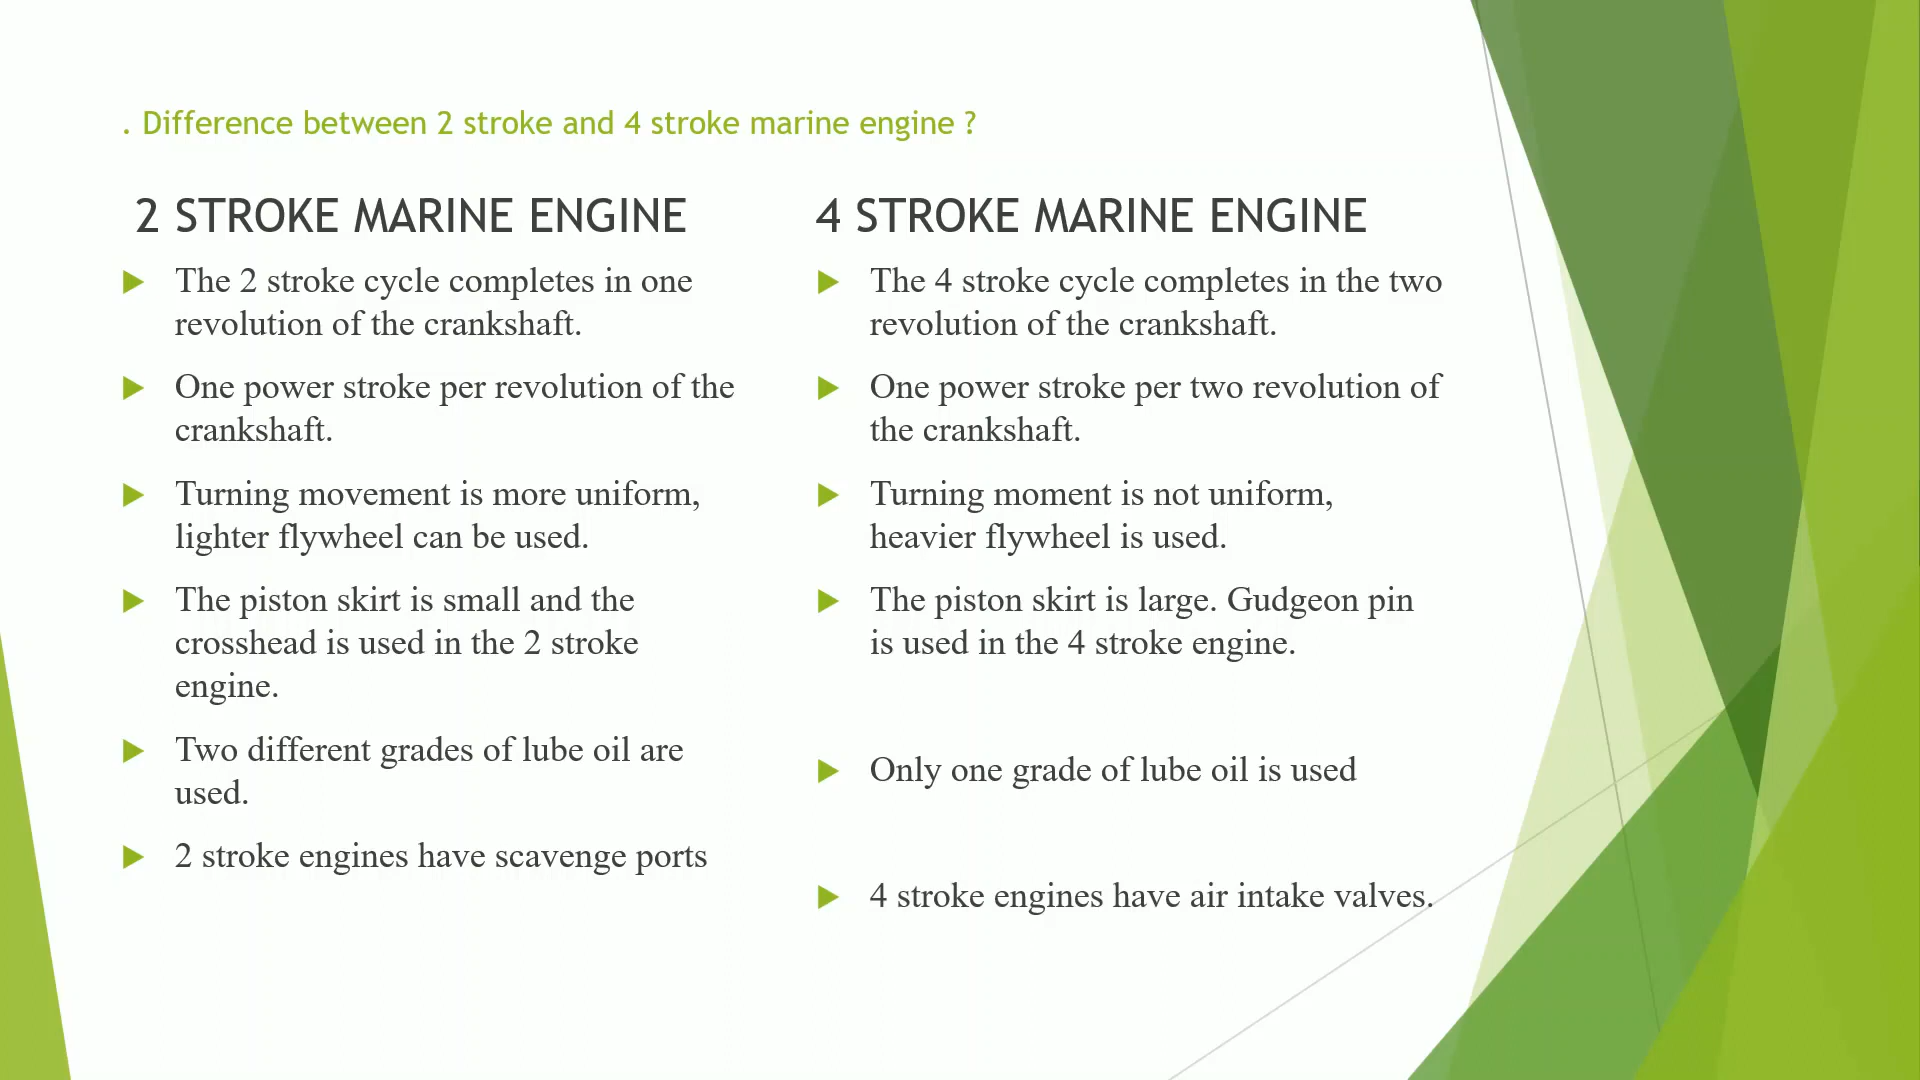 . Difference between 2 stroke and 4 stroke marine engine ?
2 STROKE MARINE ENGINE
The 2 stroke cycle completes in one
revolution of the crankshaft.
One power stroke per revolution of the
crankshaft.
Turning movement is more uniform,
lighter flywheel can be used.
The piston skirt is small and the
crosshead is used in the 2 stroke
engine.
Two different grades of lube oil are
used.
2 stroke engines have scavenge ports
4 STROKE MARINE ENGINE
The 4 stroke cycle completes in the two
revolution of the crankshaft.
One power stroke per two revolution of
the crankshaft.
Turning moment is not uniform,
heavier flywheel is used.
The piston skirt is large. Gudgeon pin
is used in the 4 stroke engine.
Only one grade of lube oil is used
4 stroke engines have air intake valves.